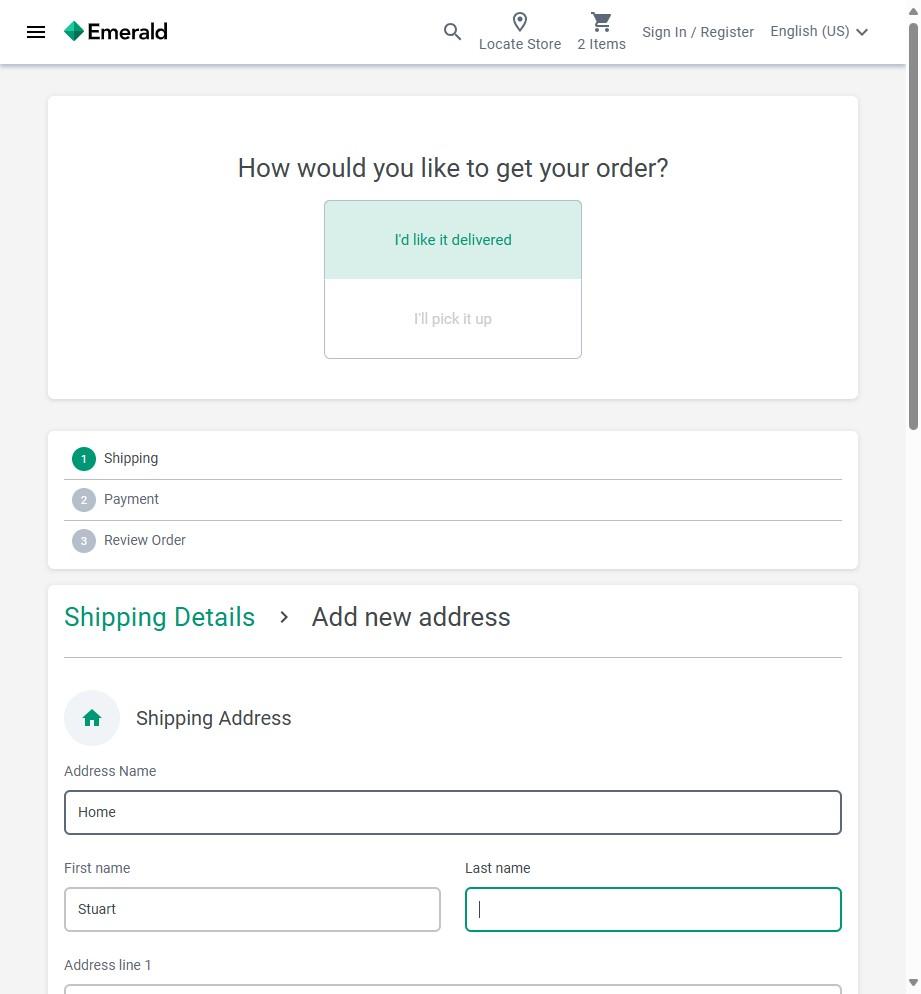 Emerald
Locate Store
2 Items
Sign In / Register
English (US)
How would you like to get your order?
I'd like it delivered
I'll pick it up
1 Shipping
2 Payment
3 Review Order
Shipping Details > Add new address
Shipping Address
Address Name
Home
First name
Last name
Stuart
Address line 1